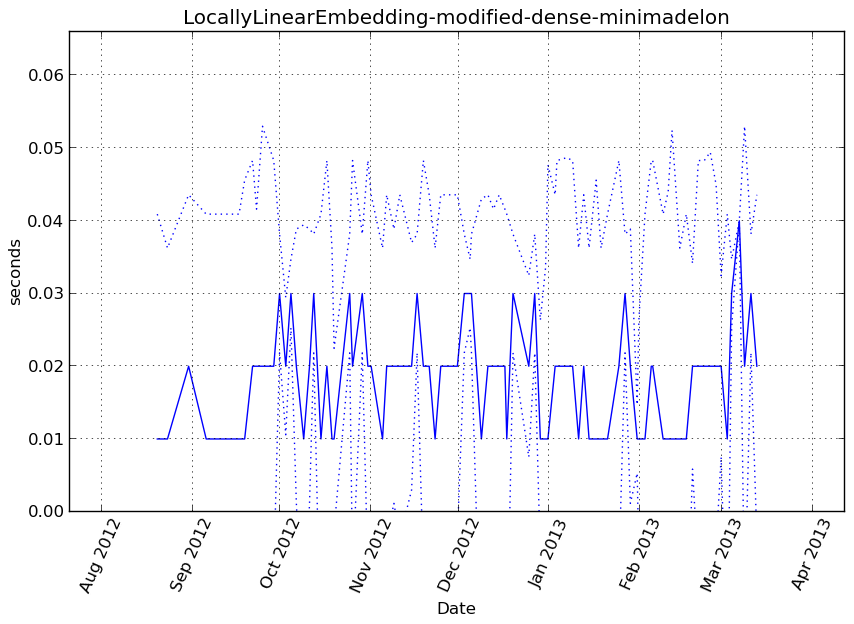 LocallyLinearEmbedding-modified-dense-minimadelon
0.06
0.05
0.04
0.03
0.02
0.01
0.00
seconds
Aug 2012
Sep 2012
Oct 2012
Nov 2012
Dec 2012
Jan 2013
Feb 2013
Mar 2013
Apr 2013
Date